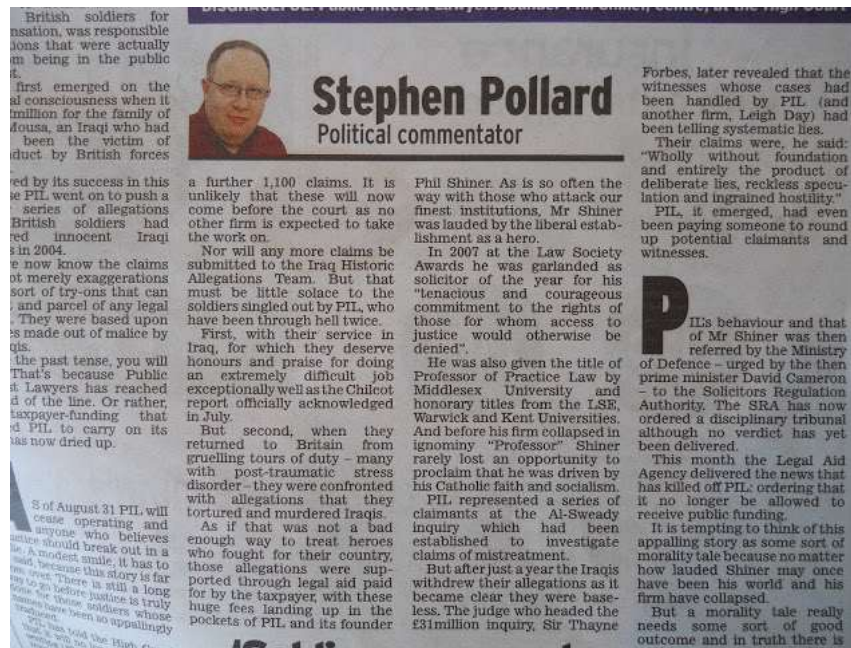 British soldiers for
nsation, was responsible
ions that were actually
m being in the public
t.
first emerged on the
al consciousness when it
million for the family of
Mousa, an Iraqi who had
been the victim of
duct by British forces
ved by its success in this
e PIL went on to push a
series of allegations
British soldiers had
red innocent Iraqi
s in 2004.
e now know the claims
ot merely exaggerations
sort of try-ons that can
, and parcel of any legal
. They were based upon
es made out of malice by
qis.
the past tense, you will
That's because Public
st Lawyers has reached
d of the line. Or rather,
taxpayer-funding that
d PIL to carry on its
has now dried up.
AS of August 31 PIL will
cease operating and
anyone who believes
justice should break out in a
A modest smile, it has to
said, because this story is far
over. There is still a long
to go before justice is truly
those soldiers whose
have been so appallingly
traduced.
PIL has told the High
Stephen Pollard
Political commentator
a further 1,100 claims. It is
unlikely that these will now
come before the court as no
other firm is expected to take
the work on.
Nor will any more claims be
submitted to the Iraq Historic
Allegations Team. But that
must be little solace to the
soldiers singled out by PIL, who
have been through hell twice.
First, with their service in
Iraq, for which they deserve
honours and praise for doing
an extremely difficult job
exceptionally well as the Chilcot
report officially acknowledged
in July.
But second, when they
returned to Britain from
gruelling tours of duty – many
with post-traumatic stress
disorder – they were confronted
with allegations that they
tortured and murdered Iraqis.
As if that was not a bad
enough way to treat heroes
who fought for their country,
those allegations were sup-
ported through legal aid paid
for by the taxpayer, with these
huge fees landing up in the
pockets of PIL and its founder
Phil Shiner. As is so often the
way with those who attack our
finest institutions, Mr Shiner
was lauded by the liberal estab-
lishment as a hero.
In 2007 at the Law Society
Awards he was garlanded as
solicitor of the year for his
"tenacious and courageous
commitment to the rights of
those for whom access to
justice would otherwise be
denied".
He was also given the title of
Professor of Practice Law by
Middlesex University and
honorary titles from the LSE,
Warwick and Kent Universities.
And before his firm collapsed in
ignominy "Professor" Shiner
rarely lost an opportunity to
proclaim that he was driven by
his Catholic faith and socialism.
PIL represented a series of
claimants at the Al-Sweady
inquiry which had been
established to investigate
claims of mistreatment.
But after just a year the Iraqis
withdrew their allegations as it
became clear they were base-
less. The judge who headed the
£31million inquiry, Sir Thayne
Forbes, later revealed that the
witnesses whose cases had
been handled by PIL (and
another firm, Leigh Day) had
been telling systematic lies.
Their claims were, he said:
"Wholly without foundation
and entirely the product of
deliberate lies, reckless specu-
lation and ingrained hostility."
PIL, it emerged, had even
been paying someone to round
up potential claimants and
witnesses.
PIL's behaviour and that
of Mr Shiner was then
referred by the Ministry
of Defence – urged by the then
prime minister David Cameron
– to the Solicitors Regulation
Authority. The SRA has now
ordered a disciplinary tribunal
although no verdict has yet
been delivered.
This month the Legal Aid
Agency delivered the news that
has killed off PIL: ordering that
it no longer be allowed to
receive public funding.
It is tempting to think of this
appalling story as some sort of
morality tale because no matter
how lauded Shiner may once
have been his world and his
firm have collapsed.
But a morality tale really
needs some sort of good
outcome and in truth there is